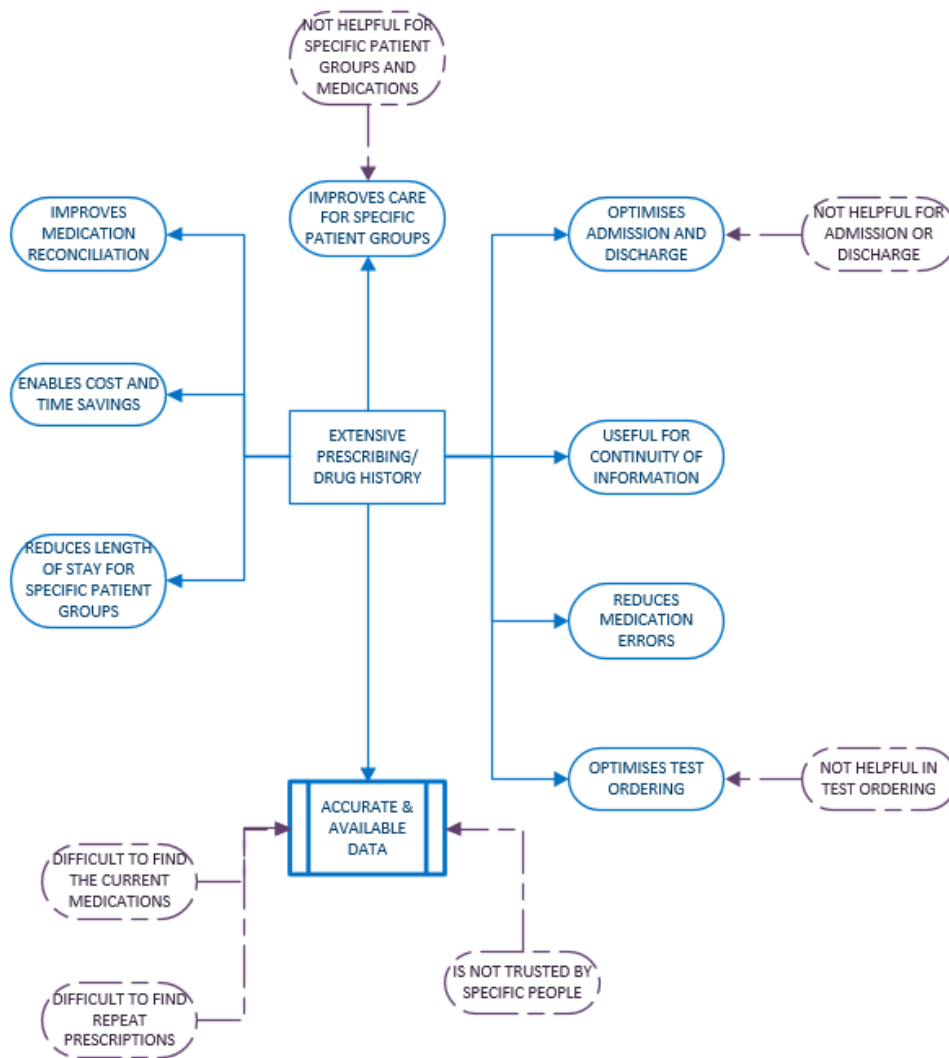 NOT HELPFUL FOR
SPECIFIC PATIENT
GROUPS AND
MEDICATIONS
IMPROVES
MEDICATION
RECONCILIATION
IMPROVES CARE
FOR SPECIFIC
PATIENT GROUPS
OPTIMISES
ADMISSION AND
DISCHARGE
NOT HELPFUL FOR
ADMISSION OR
DISCHARGE
ENABLES COST AND
TIME SAVINGS
EXTENSIVE
PRESCRIBING/
DRUG HISTORY
USEFUL FOR
CONTINUITY OF
INFORMATION
REDUCES LENGTH
OF STAY FOR
SPECIFIC PATIENT
GROUPS
REDUCES
MEDICATION
ERRORS
ACCURATE &
AVAILABLE
DATA
OPTIMISES TEST
ORDERING
NOT HELPFUL IN
TEST ORDERING
DIFFICULT TO FIND
THE CURRENT
MEDICATIONS
IS NOT TRUSTED BY
SPECIFIC PEOPLE
DIFFICULT TO FIND
REPEAT
PRESCRIPTIONS